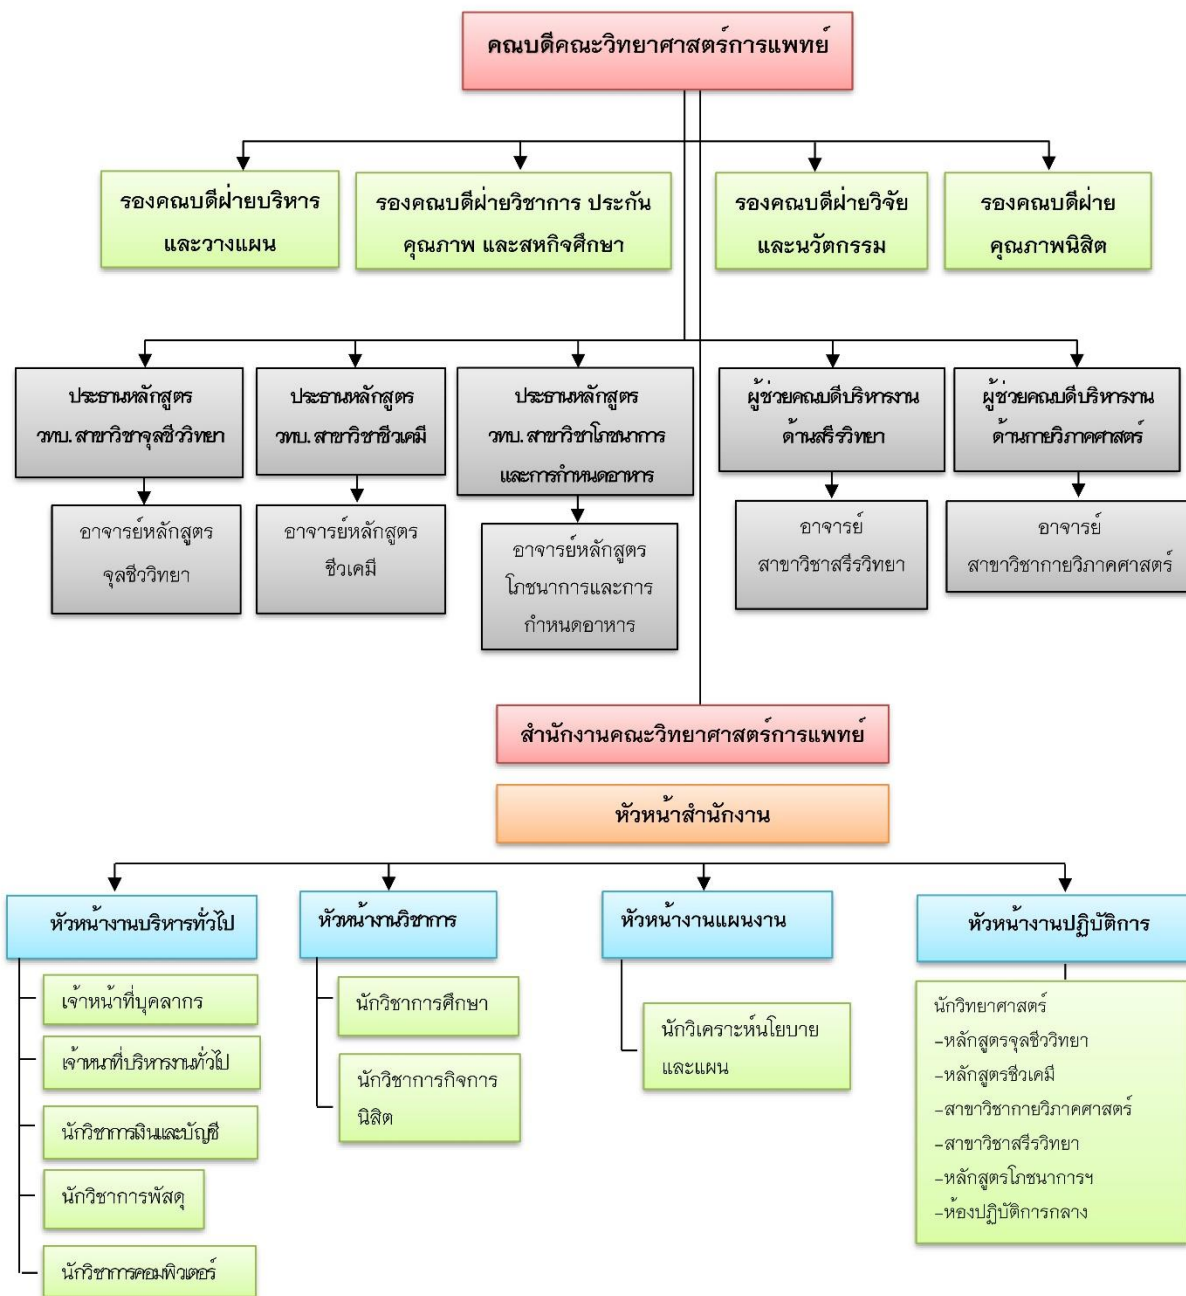 คณบดีคณะวิทยาศาสตร์การแพทย์
รองคณบดีฝ่ายบริหาร
และวางแผน
รองคณบดีฝ่ายวิชาการ ประกัน
คุณภาพ และสหกิจศึกษา
รองคณบดีฝ่ายวิจัย
และนวัตกรรม
รองคณบดีฝ่าย
คุณภาพนิสิต
ประธานหลักสูตร
วทบ. สาขาวิชาจุลชีววิทยา
ประธานหลักสูตร
วทบ. สาขาวิชาชีวเคมี
ประธานหลักสูตร
วทบ. สาขาวิชาโภชนาการ
และการกำหนดอาหาร
ผู้ช่วยคณบดีบริหารงาน
ด้านสรีรวิทยา
ผู้ช่วยคณบดีบริหารงาน
ด้านกายวิภาคศาสตร์
อาจารย์หลักสูตร
จุลชีววิทยา
อาจารย์หลักสูตร
ชีวเคมี
อาจารย์หลักสูตร
โภชนาการและการ
กำหนดอาหาร
อาจารย์
สาขาวิชาสรีรวิทยา
อาจารย์
สาขาวิชากายวิภาคศาสตร์
สำนักงานคณะวิทยาศาสตร์การแพทย์
หัวหน้าสำนักงาน
หัวหน้างานบริหารทั่วไป
เจ้าหน้าที่บุคลากร
เจ้าหนาที่บริหารงานทั่วไป
นักวิชาการเงินและบัญชี
นักวิชาการพัสดุ
นักวิชาการคอมพิวเตอร์
หัวหน้างานวิชาการ
นักวิชาการศึกษา
นักวิชาการกิจการ
นิสิต
หัวหน้างานแผนงาน
นักวิเคราะห์นโยบาย
และแผน
หัวหน้างานปฏิบัติการ
นักวิทยาศาสตร์
-หลักสูตรจุลชีววิทยา
-หลักสูตรชีวเคมี
-สาขาวิชากายวิภาคศาสตร์
-สาขาวิชาสรีรวิทยา
-หลักสูตรโภชนาการฯ
-ห้องปฏิบัติการกลาง